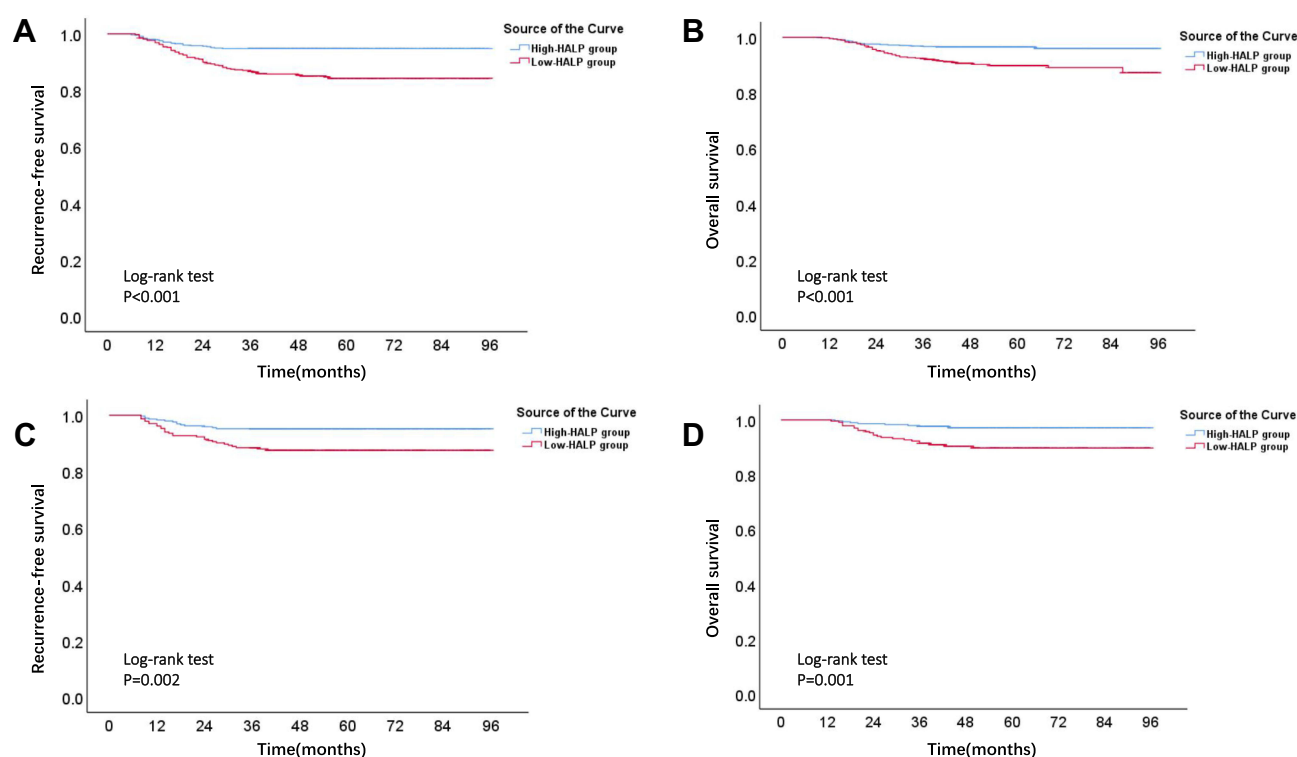 A
Source of the Curve
High-HALP group
Low-HALP group
Recurrence-free survival
1.0
0.8
0.6
0.4
0.2
0.0
Log-rank test
P<0.001
0 12 24 36 48 60 72 84 96
Time(months)
B
Source of the Curve
High-HALP group
Low-HALP group
Overall survival
1.0
0.8
0.6
0.4
0.2
0.0
Log-rank test
P<0.001
0 12 24 36 48 60 72 84 96
Time(months)
C
Source of the Curve
High-HALP group
Low-HALP group
Recurrence-free survival
1.0
0.8
0.6
0.4
0.2
0.0
Log-rank test
P=0.002
0 12 24 36 48 60 72 84 96
Time(months)
D
Source of the Curve
High-HALP group
Low-HALP group
Overall survival
1.0
0.8
0.6
0.4
0.2
0.0
Log-rank test
P=0.001
0 12 24 36 48 60 72 84 96
Time(months)